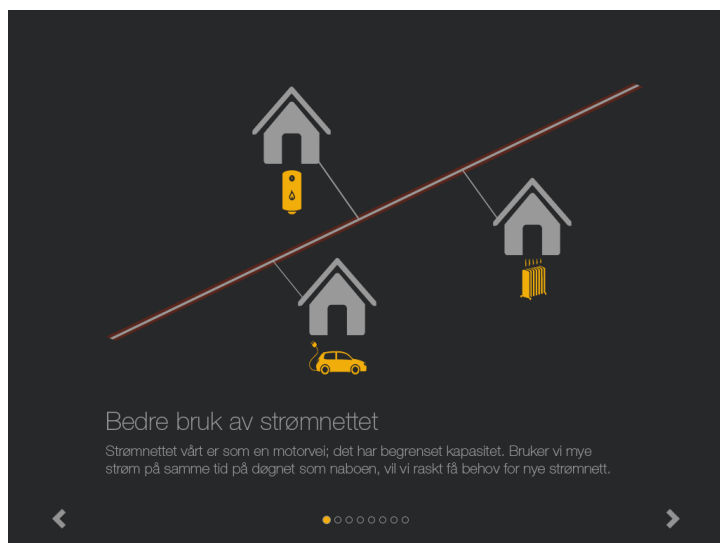 Bedre bruk av strømnettet
Strømnettet vårt er som en motorvei; det har begrenset kapasitet. Bruker vi mye
strøm på samme tid på døgnet som naboen, vil vi raskt få behov for nye strømnett.